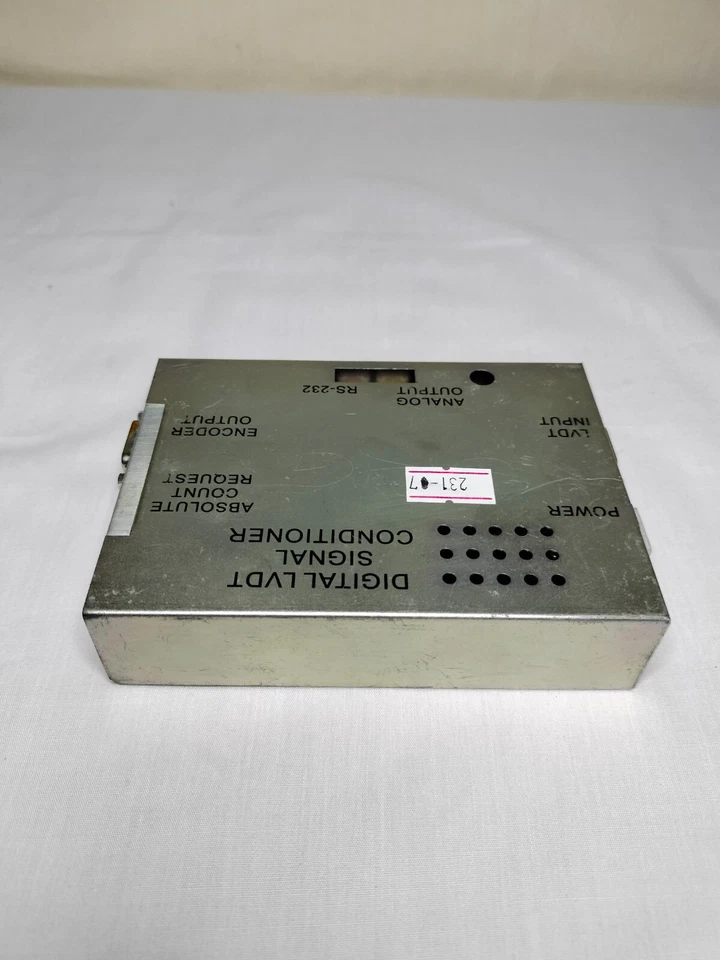 DIGITAL LVDT
SIGNAL
CONDITIONER
POWER
ABSOLUTE
COUNT
REQUEST
LVDT
INPUT
ENCODER
OUTPUT
ANALOG
OUTPUT
RS-232